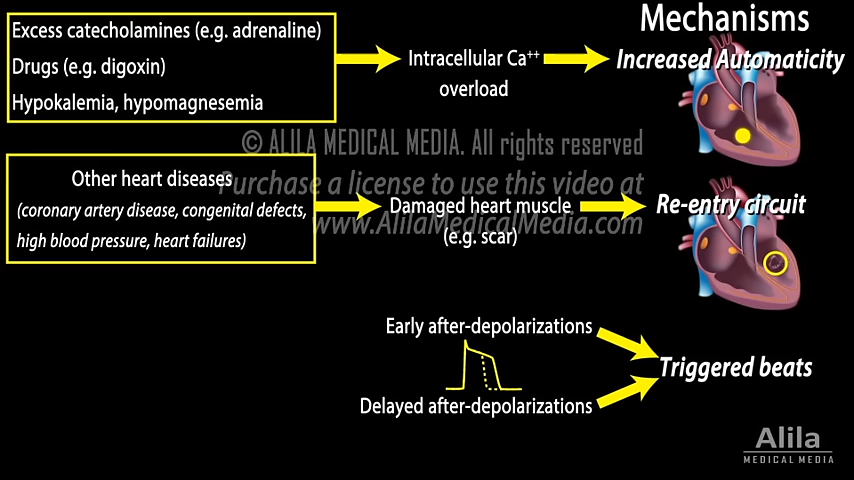 Mechanisms
Excess catecholamines (e.g. adrenaline)
Drugs (e.g. digoxin)
Hypokalemia, hypomagnesemia
Intracellular Ca++
overload
Increased Automaticity
© ALILA MEDICAL MEDIA. All rights reserved
Purchase a license to use this video at
www.AlilaMedicalMedia.com
Other heart diseases
(coronary artery disease, congenital defects,
high blood pressure, heart failures)
Damaged heart muscle
(e.g. scar)
Re-entry circuit
Early after-depolarizations
Delayed after-depolarizations
Triggered beats
Alila
MEDICAL MEDIA